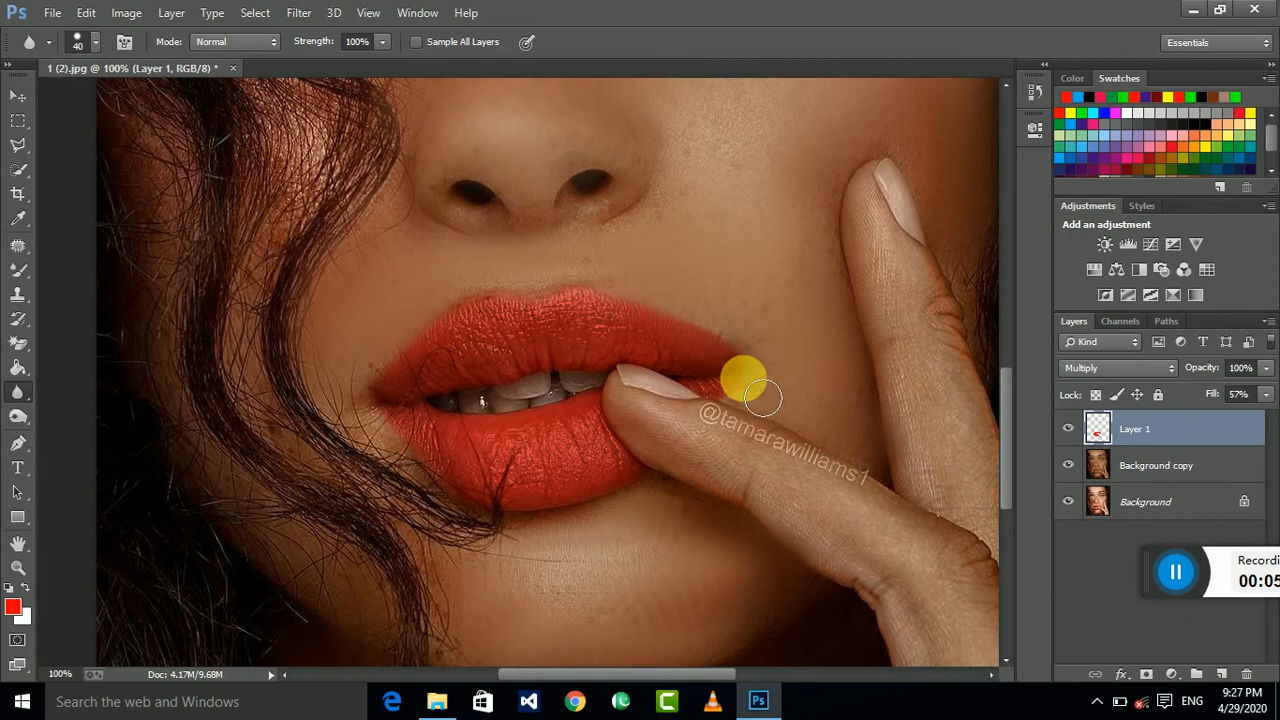 Ps File Edit Image Layer Type Select Filter 3D View Window Help
40 Mode: Normal Strength: 100% Sample All Layers Essentials
1 (2).jpg @ 100% (Layer 1, RGB/8) *
Color Swatches
Adjustments Styles
Add an adjustment
Layers Channels Paths
Kind
Multiply Opacity: 100%
Lock: Fill: 57%
Layer 1
Background copy
Background
@tamarawilliams1
Recordi
00:05
100% Doc: 4.17M/9.68M
Search the web and Windows
Ps
ENG
9:27 PM
4/29/2020